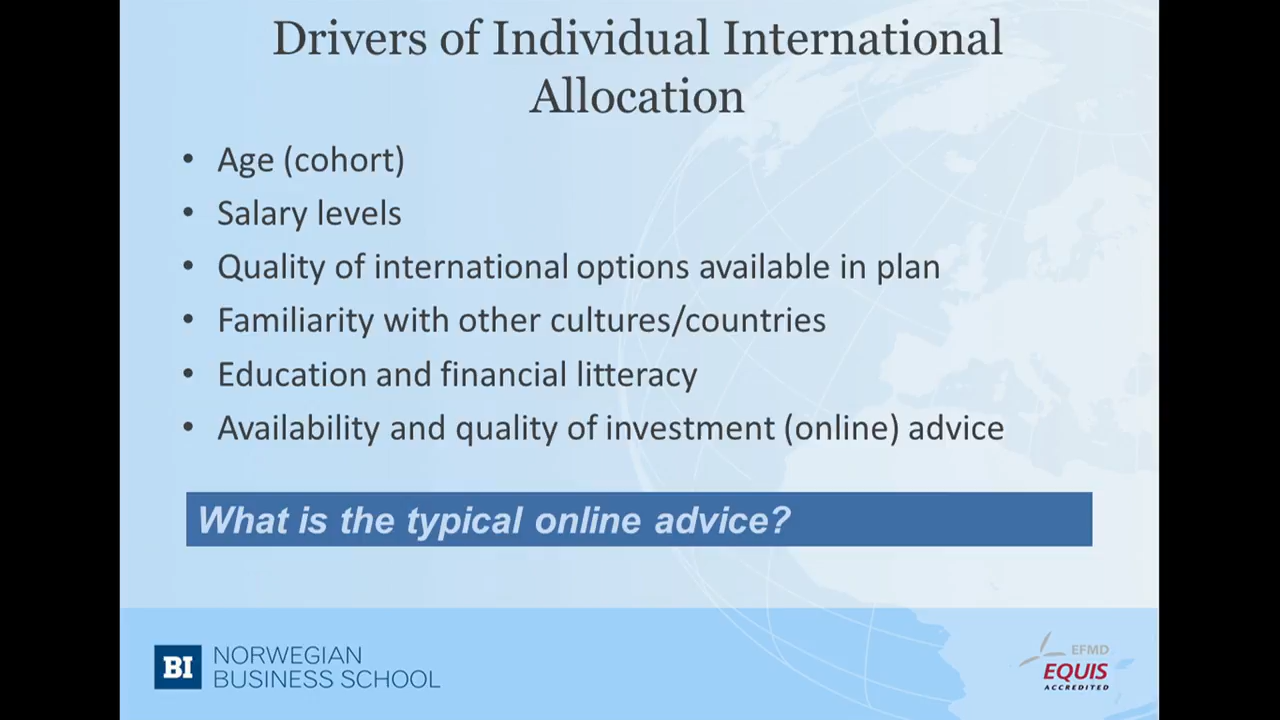 Drivers of Individual International
Allocation
• Age (cohort)
• Salary levels
• Quality of international options available in plan
• Familiarity with other cultures/countries
• Education and financial litteracy
• Availability and quality of investment (online) advice
What is the typical online advice?
BI NORWEGIAN
BUSINESS SCHOOL
EFMD
EQUIS
ACCREDITED